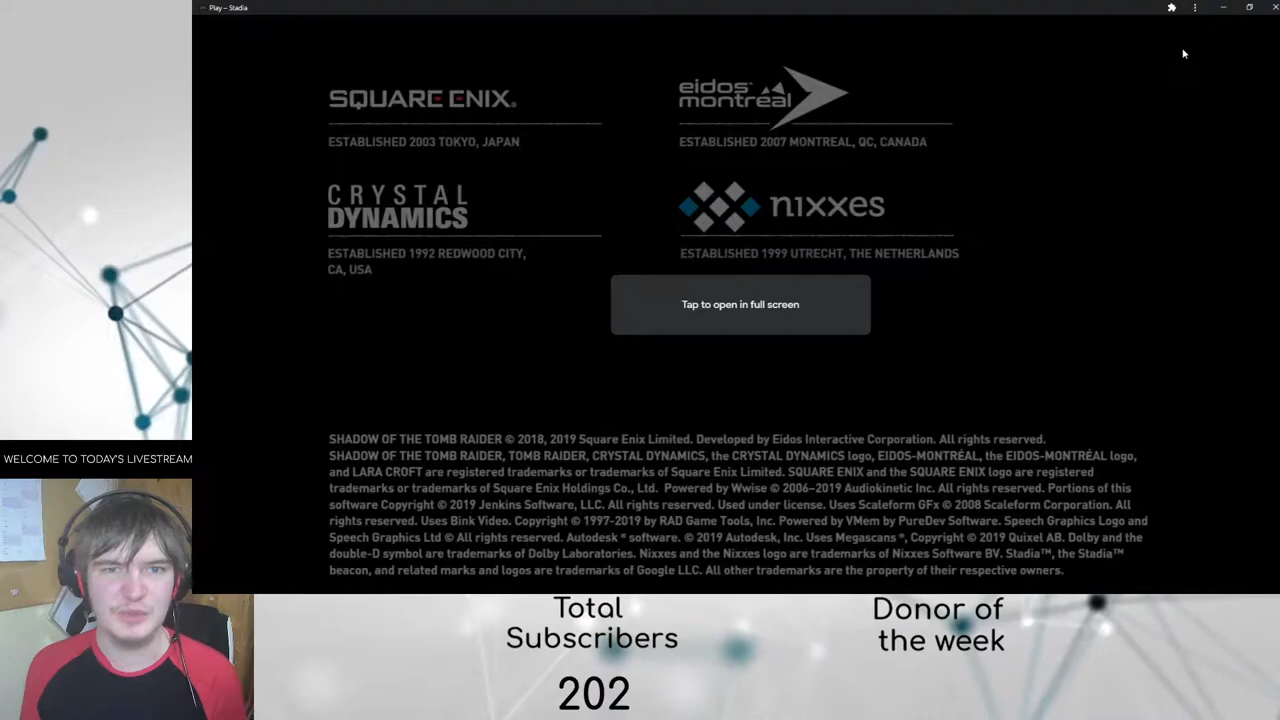 Play – Stadia
SQUARE ENIX.
eidos
montréal
ESTABLISHED 2003 TOKYO, JAPAN
ESTABLISHED 2007 MONTREAL, QC, CANADA
CRYSTAL
DYNAMICS
nixxes
ESTABLISHED 1992 REDWOOD CITY,
CA, USA
ESTABLISHED 1999 UTRECHT, THE NETHERLANDS
Tap to open in full screen
SHADOW OF THE TOMB RAIDER © 2018, 2019 Square Enix Limited. Developed by Eidos Interactive Corporation. All rights reserved.
SHADOW OF THE TOMB RAIDER, TOMB RAIDER, CRYSTAL DYNAMICS, the CRYSTAL DYNAMICS logo, EIDOS-MONTRÉAL, the EIDOS-MONTRÉAL logo,
and LARA CROFT are registered trademarks or trademarks of Square Enix Limited. SQUARE ENIX and the SQUARE ENIX logo are registered
trademarks or trademarks of Square Enix Holdings Co., Ltd. Powered by Wwise © 2006–2019 Audiokinetic Inc. All rights reserved. Portions of this
software Copyright © 2019 Jenkins Software, LLC. All rights reserved. Used under license. Uses Scaleform GFx © 2008 Scaleform Corporation. All
rights reserved. Uses Bink Video. Copyright © 1997-2019 by RAD Game Tools, Inc. Powered by VMem by PureDev Software. Speech Graphics Logo and
Speech Graphics Ltd © All rights reserved. Autodesk ® software. © 2019 Autodesk, Inc. Uses Megascans ®, Copyright © 2019 Quixel AB. Dolby and the
double-D symbol are trademarks of Dolby Laboratories. Nixxes and the Nixxes logo are trademarks of Nixxes Software BV. Stadia™, the Stadia™
beacon, and related marks and logos are trademarks of Google LLC. All other trademarks are the property of their respective owners.
WELCOME TO TODAY'S LIVESTREAM
Total
Subscribers
202
Donor of
the week